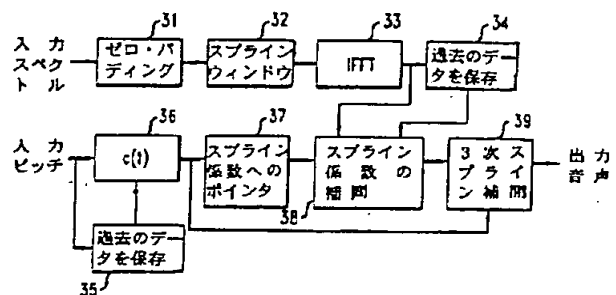 31
32
33
34
入力
スペク
トル
ゼロ・パ
ディング
スプライン
ウィンドウ
IFFT
過去のデー
タを保存
36
37
39
入力
ピッチ
c(t)
スプライン
係数への
ポインタ
スプライン
係数の
補間
38
3次ス
プライ
ン補間
出力
音声
過去のデー
タを保存
35